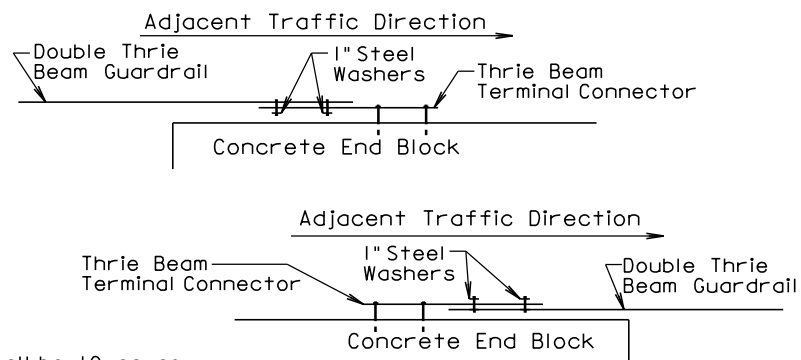 Adjacent Traffic Direction
Double Thrie
Beam Guardrail
1" Steel
Washers
Thrie Beam
Terminal Connector
Concrete End Block
Adjacent Traffic Direction
Thrie Beam
Terminal Connector
1" Steel
Washers
Double Thrie
Beam Guardrail
Concrete End Block